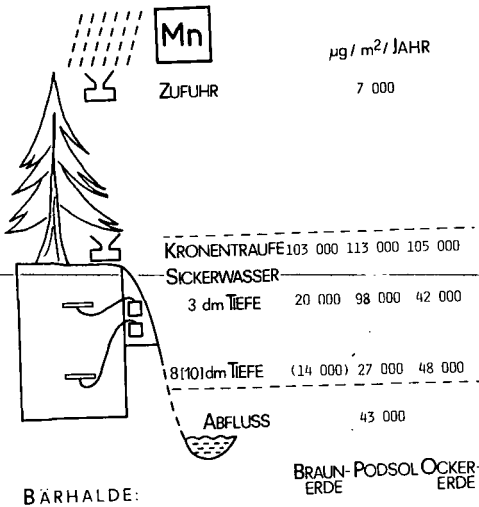 Mn
µg/m²/JAHR
ZUFUHR 7 000
KRONENTRAUFE 103 000 113 000 105 000
SICKERWASSER
3 dm TIEFE 20 000 98 000 42 000
8[10]dm TIEFE (14 000) 27 000 48 000
ABFLUSS 43 000
BRAUN- PODSOL OCKER-
ERDE ERDE
BÄRHALDE: